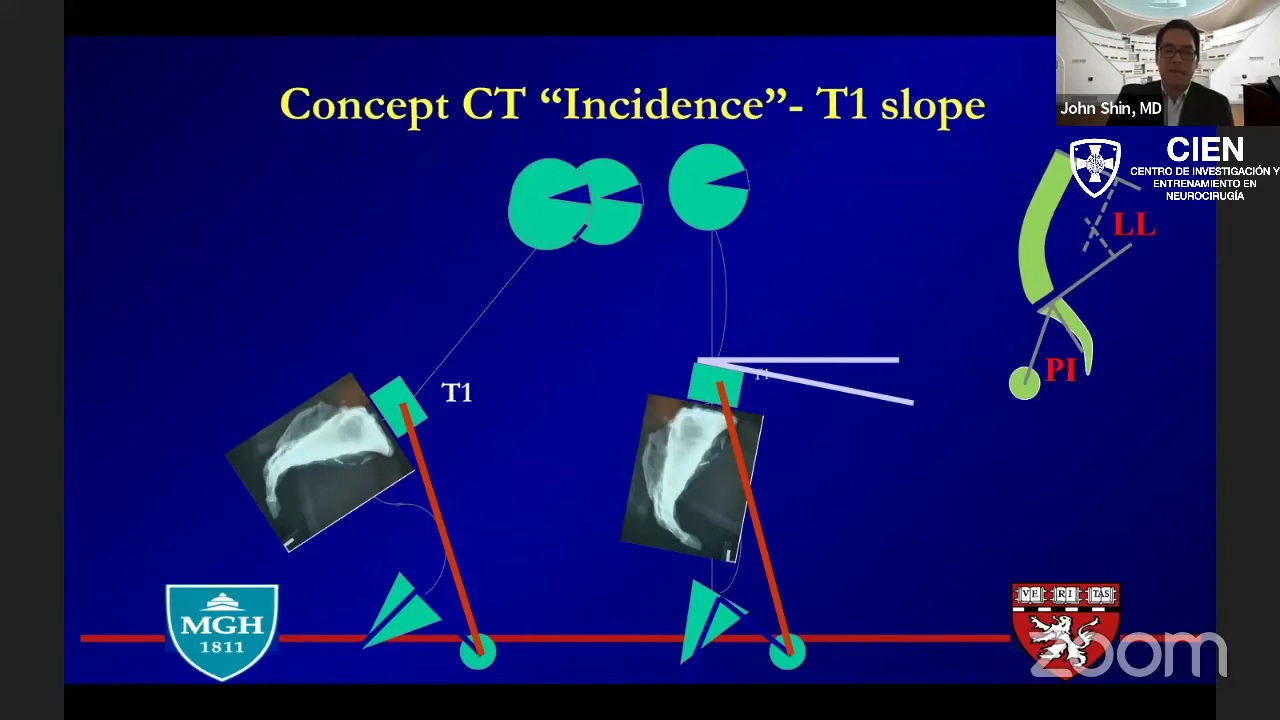 Concept CT “Incidence”- T1 slope
John Shin, MD
CIEN
CENTRO DE INVESTIGACIÓN Y
ENTRENAMIENTO EN
NEUROCIRUGÍA
LL
PI
T1
T1
MGH
1811
VE RI TAS
zoom